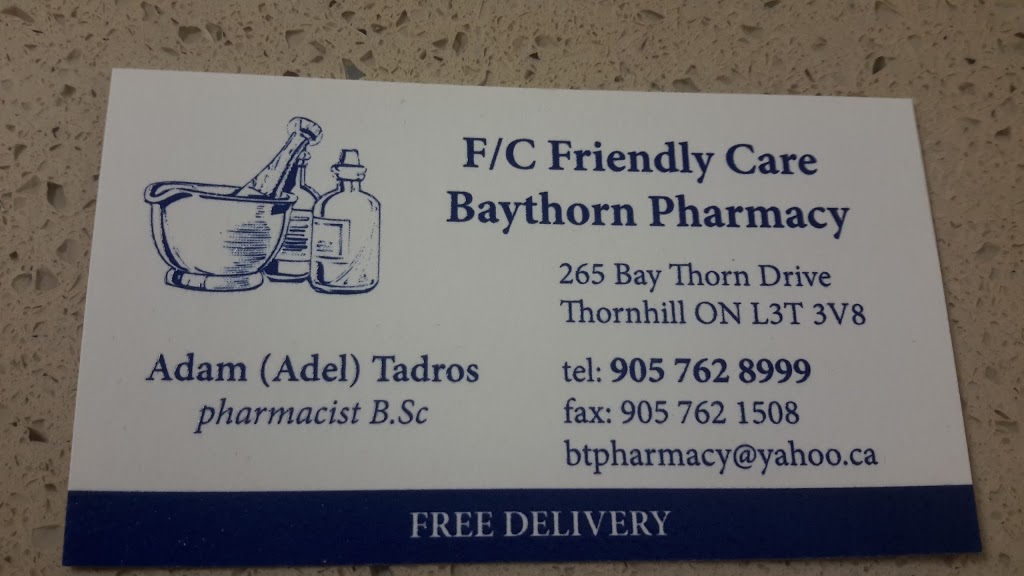 F/C Friendly Care
Baythorn Pharmacy
265 Bay Thorn Drive
Thornhill ON L3T 3V8
Adam (Adel) Tadros
pharmacist B.Sc
tel: 905 762 8999
fax: 905 762 1508
btpharmacy@yahoo.ca
FREE DELIVERY